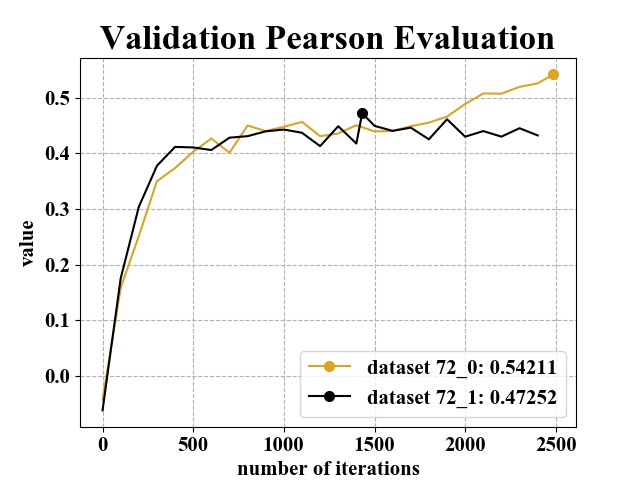 Validation Pearson Evaluation
value
0.5
0.4
0.3
0.2
0.1
0.0
dataset 72_0: 0.54211
dataset 72_1: 0.47252
0 500 1000 1500 2000 2500
number of iterations